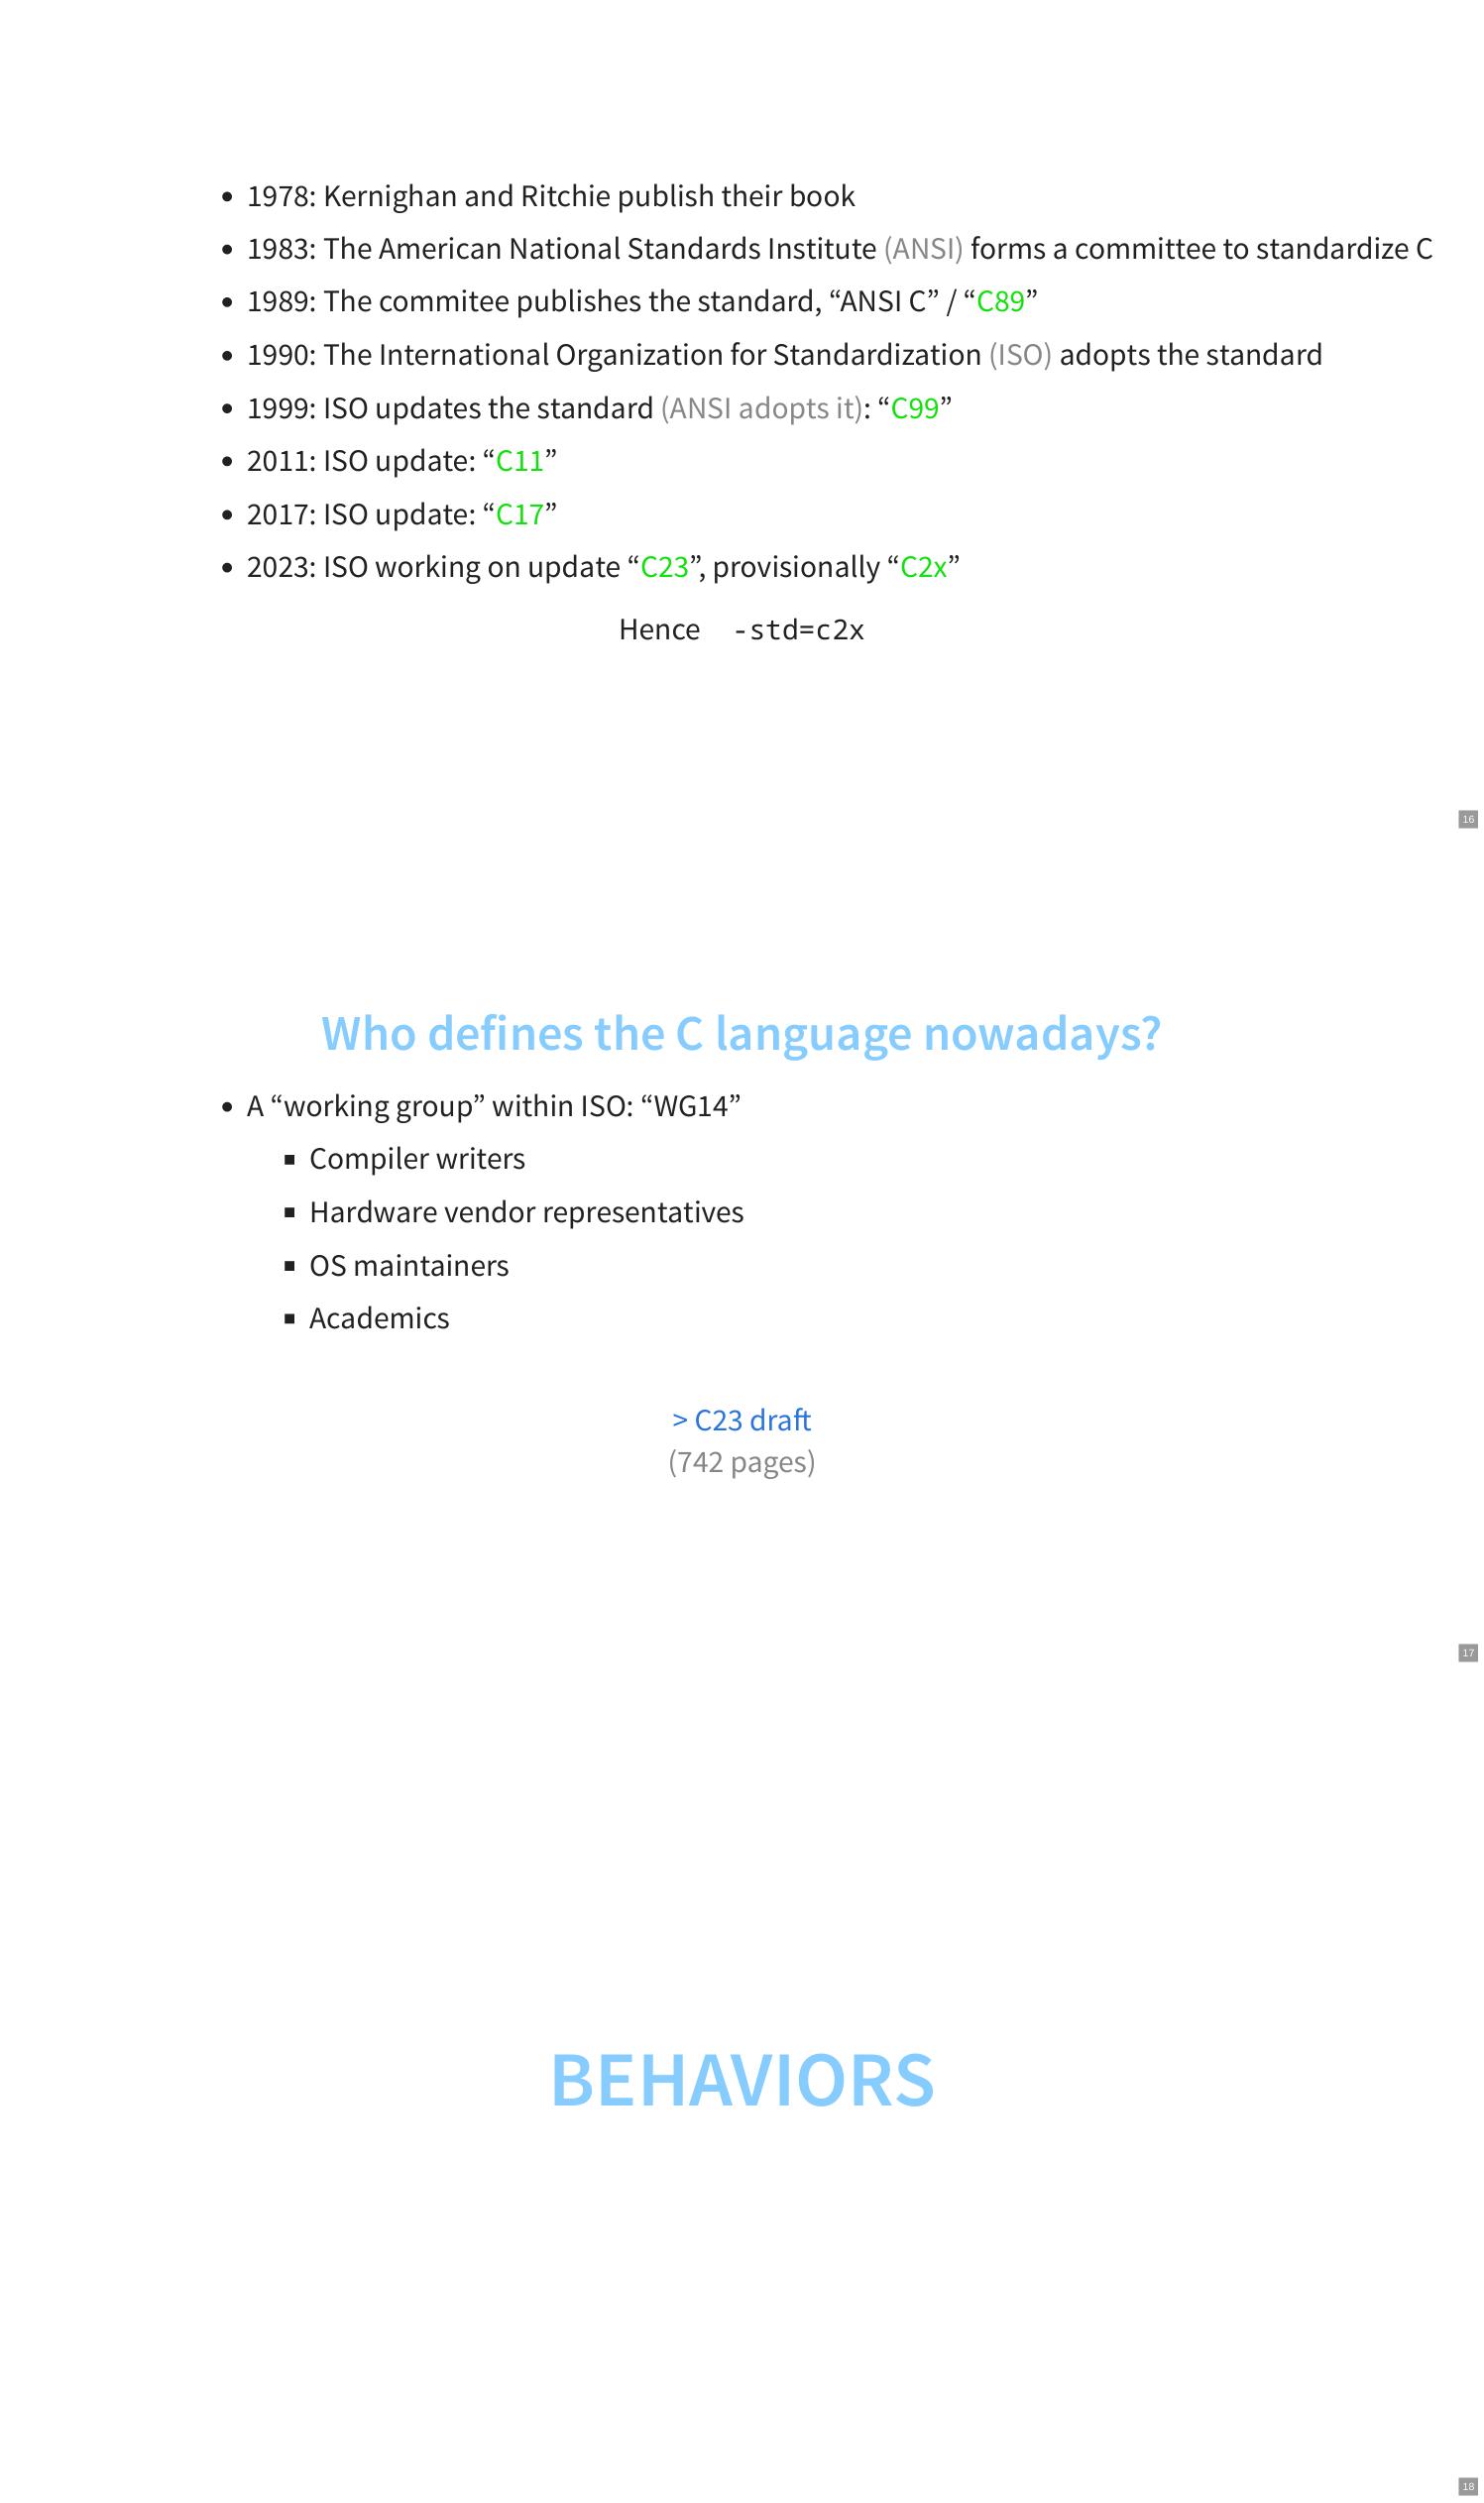 • 1978: Kernighan and Ritchie publish their book
• 1983: The American National Standards Institute (ANSI) forms a committee to standardize C
• 1989: The commitee publishes the standard, “ANSI C” / “C89”
• 1990: The International Organization for Standardization (ISO) adopts the standard
• 1999: ISO updates the standard (ANSI adopts it): “C99”
• 2011: ISO update: “C11”
• 2017: ISO update: “C17”
• 2023: ISO working on update “C23”, provisionally “C2x”
Hence -std=c2x
16
Who defines the C language nowadays?
• A “working group” within ISO: “WG14”
▪ Compiler writers
▪ Hardware vendor representatives
▪ OS maintainers
▪ Academics
> C23 draft
(742 pages)
17
BEHAVIORS
18